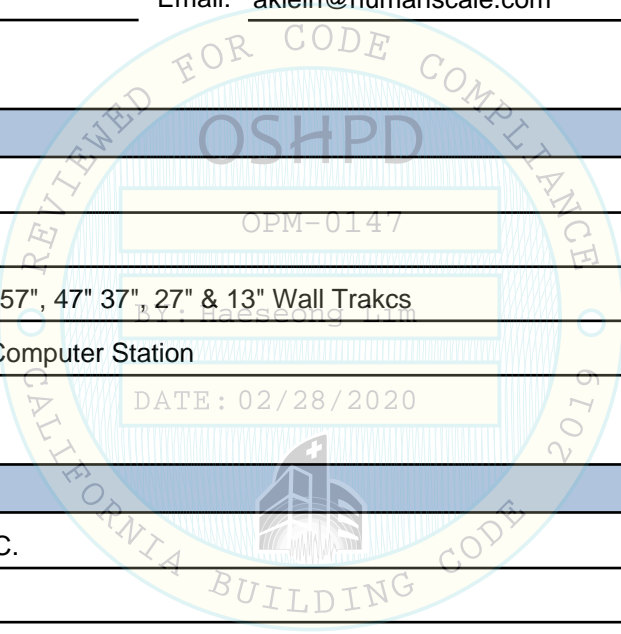 Email: aklein@humanscale.com
REVIEWED FOR CODE COMPLIANCE
OSHPD
OPM-0147
57", 47" 37", 27" & 13" Wall Trakcs
BY: Haeseong Lim
Computer Station
DATE: 02/28/2020
C.
CALIFORNIA BUILDING CODE 2019